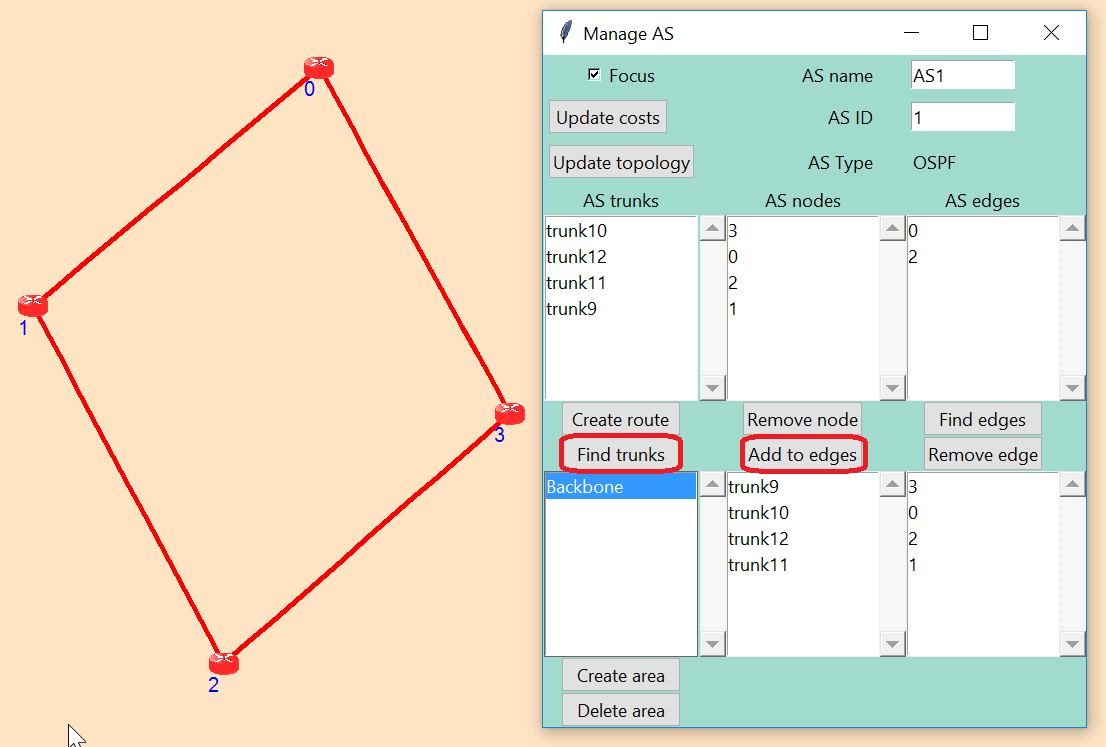 0
1
3
2
Manage AS
Focus
AS name
AS1
Update costs
AS ID
1
Update topology
AS Type
OSPF
AS trunks
AS nodes
AS edges
trunk10
trunk12
trunk11
trunk9
3
0
2
1
0
2
Create route
Remove node
Find edges
Find trunks
Add to edges
Remove edge
Backbone
trunk9
trunk10
trunk12
trunk11
3
0
2
1
Create area
Delete area